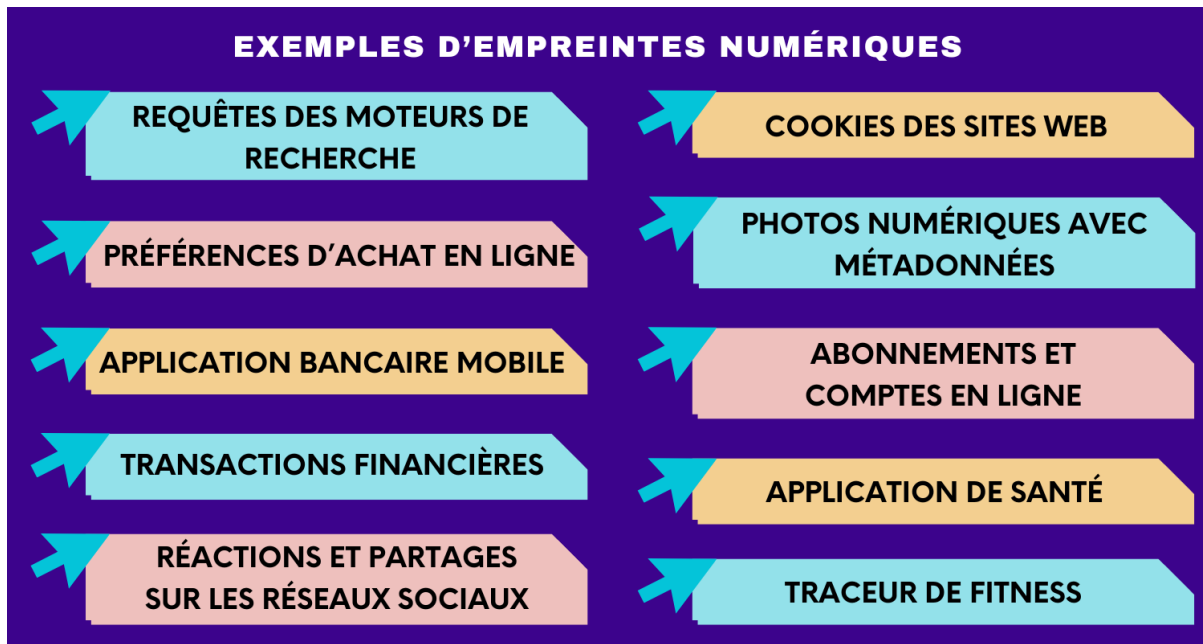 EXEMPLES D’EMPREINTES NUMÉRIQUES
REQUÊTES DES MOTEURS DE
RECHERCHE
PRÉFÉRENCES D’ACHAT EN LIGNE
APPLICATION BANCAIRE MOBILE
TRANSACTIONS FINANCIÈRES
RÉACTIONS ET PARTAGES
SUR LES RÉSEAUX SOCIAUX
COOKIES DES SITES WEB
PHOTOS NUMÉRIQUES AVEC
MÉTADONNÉES
ABONNEMENTS ET
COMPTES EN LIGNE
APPLICATION DE SANTÉ
TRACEUR DE FITNESS